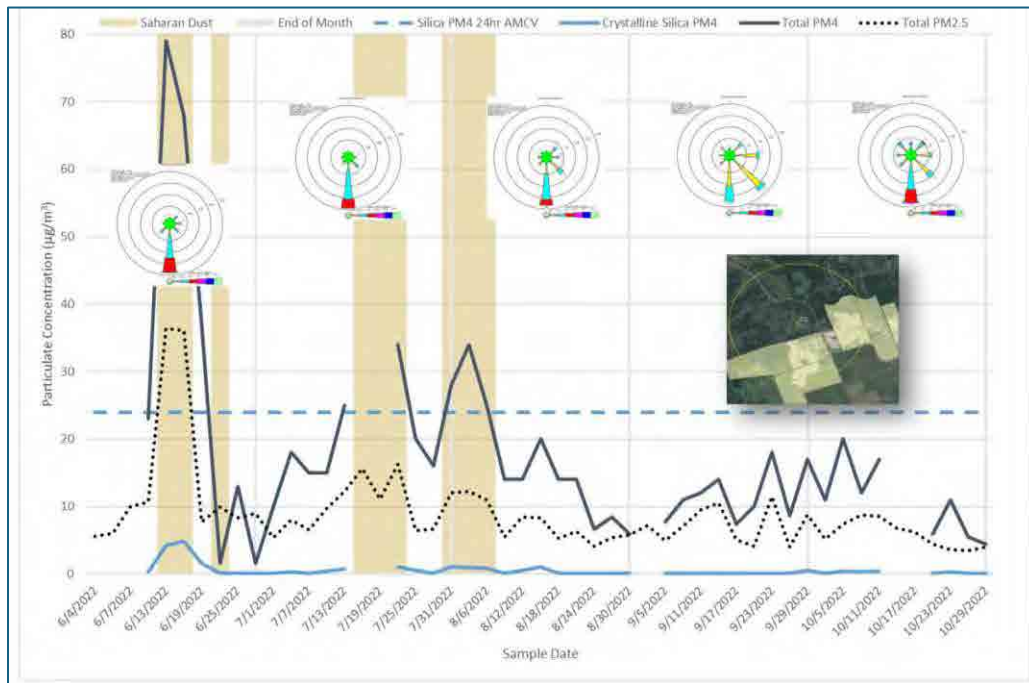 Saharan Dust End of Month Silica PM4 24hr AMCV Crystalline Silica PM4 Total PM4 Total PM2.5
80
70
60
50
40
30
20
10
0
Particulate Concentration (µg/m³)
6/4/2022 6/7/2022 6/13/2022 6/19/2022 6/25/2022 7/1/2022 7/7/2022 7/13/2022 7/19/2022 7/25/2022 7/31/2022 8/6/2022 8/12/2022 8/18/2022 8/24/2022 8/30/2022 9/5/2022 9/11/2022 9/17/2022 9/23/2022 9/29/2022 10/5/2022 10/11/2022 10/17/2022 10/23/2022 10/29/2022
Sample Date